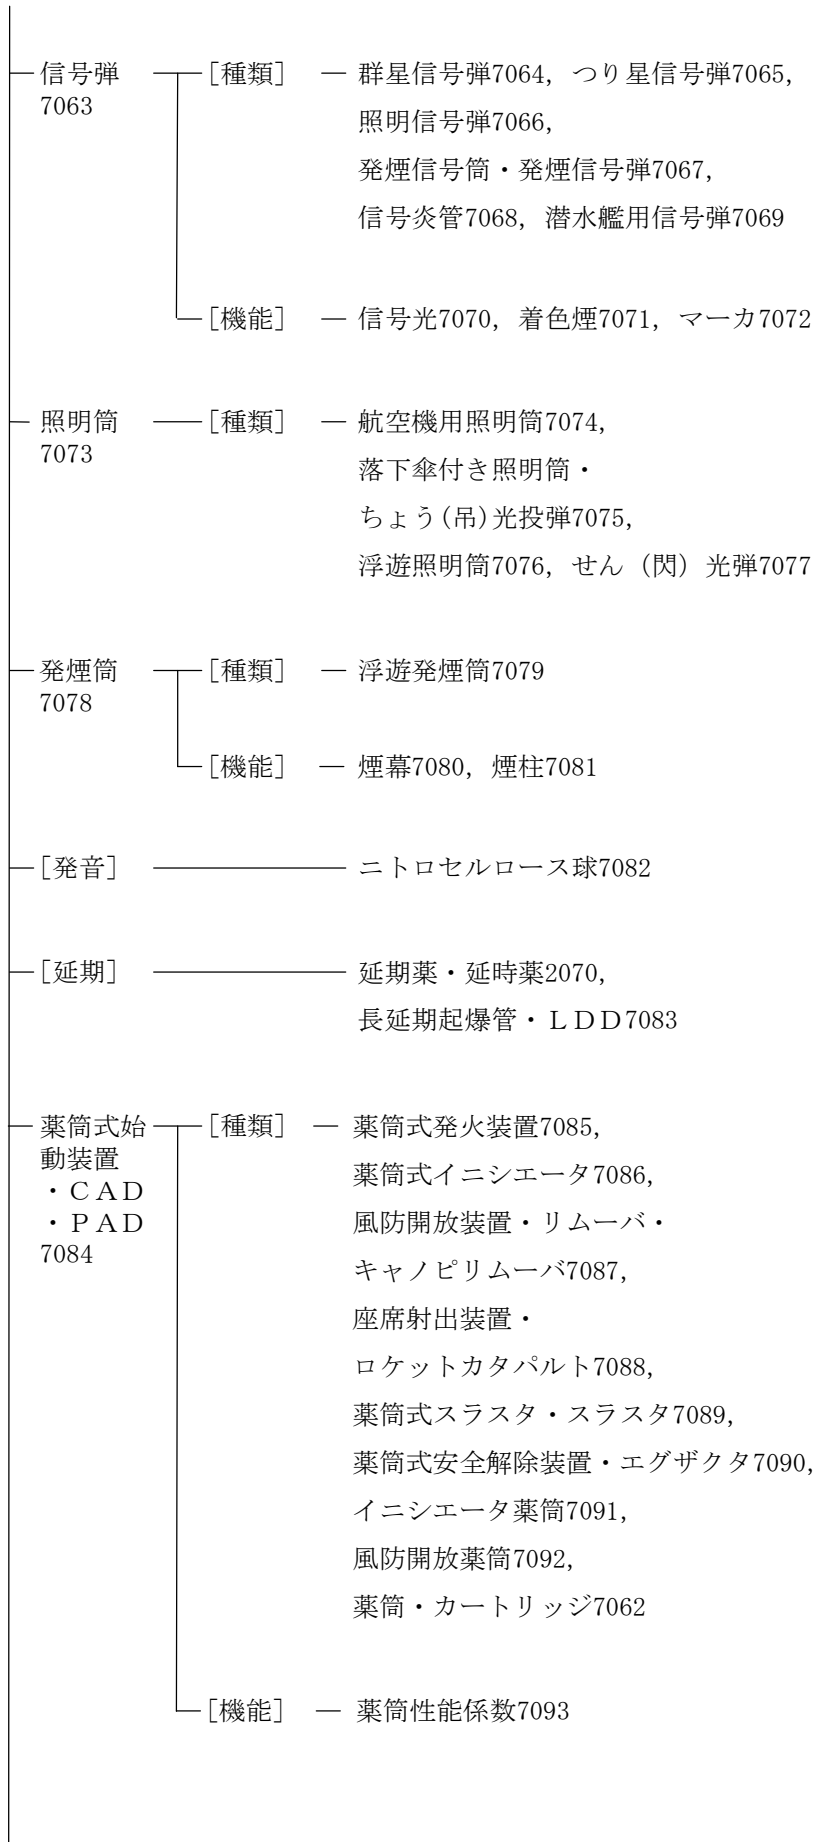 信号弾 [種類] 群星信号弾7064, つり星信号弾7065,
7063
照明信号弾7066,
発煙信号筒・発煙信号弾7067,
信号炎管7068, 潜水艦用信号弾7069
[機能] 信号光7070, 着色煙7071, マーカ7072
照明筒 [種類] 航空機用照明筒7074,
7073
落下傘付き照明筒・
ちょう(吊)光投弾7075,
浮遊照明筒7076, せん（閃）光弾7077
発煙筒 [種類] 浮遊発煙筒7079
7078
[機能] 煙幕7080, 煙柱7081
[発音] ニトロセルロース球7082
[延期] 延期薬・延時薬2070,
長延期起爆管・ＬＤＤ7083
薬筒式始 [種類] 薬筒式発火装置7085,
動装置
・ＣＡＤ
・ＰＡＤ
7084
薬筒式イニシエータ7086,
風防開放装置・リムーバ・
キャノピリムーバ7087,
座席射出装置・
ロケットカタパルト7088,
薬筒式スラスタ・スラスタ7089,
薬筒式安全解除装置・エグザクタ7090,
イニシエータ薬筒7091,
風防開放薬筒7092,
薬筒・カートリッジ7062
[機能] 薬筒性能係数7093